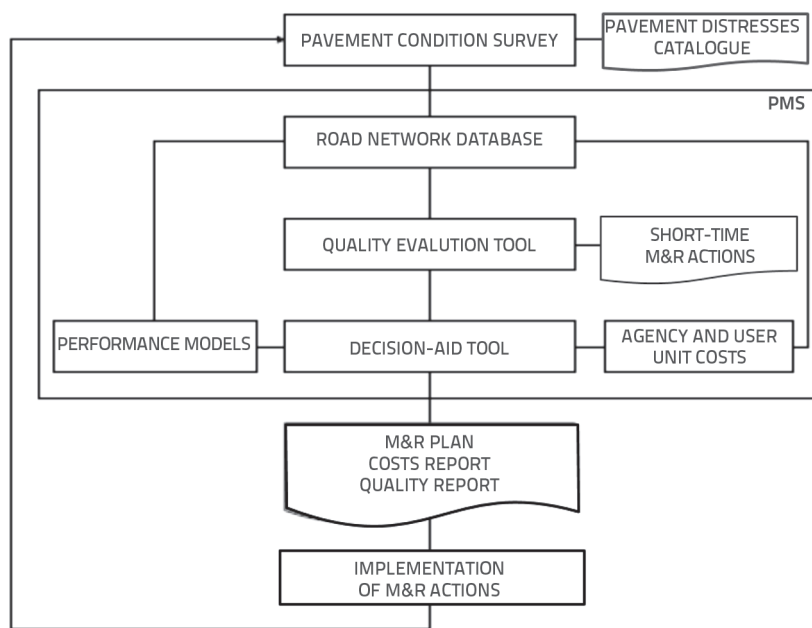 PAVEMENT CONDITION SURVEY
PAVEMENT DISTRESSES
CATALOGUE
PMS
ROAD NETWORK DATABASE
QUALITY EVALUTION TOOL
SHORT-TIME
M&R ACTIONS
PERFORMANCE MODELS
DECISION-AID TOOL
AGENCY AND USER
UNIT COSTS
M&R PLAN
COSTS REPORT
QUALITY REPORT
IMPLEMENTATION
OF M&R ACTIONS